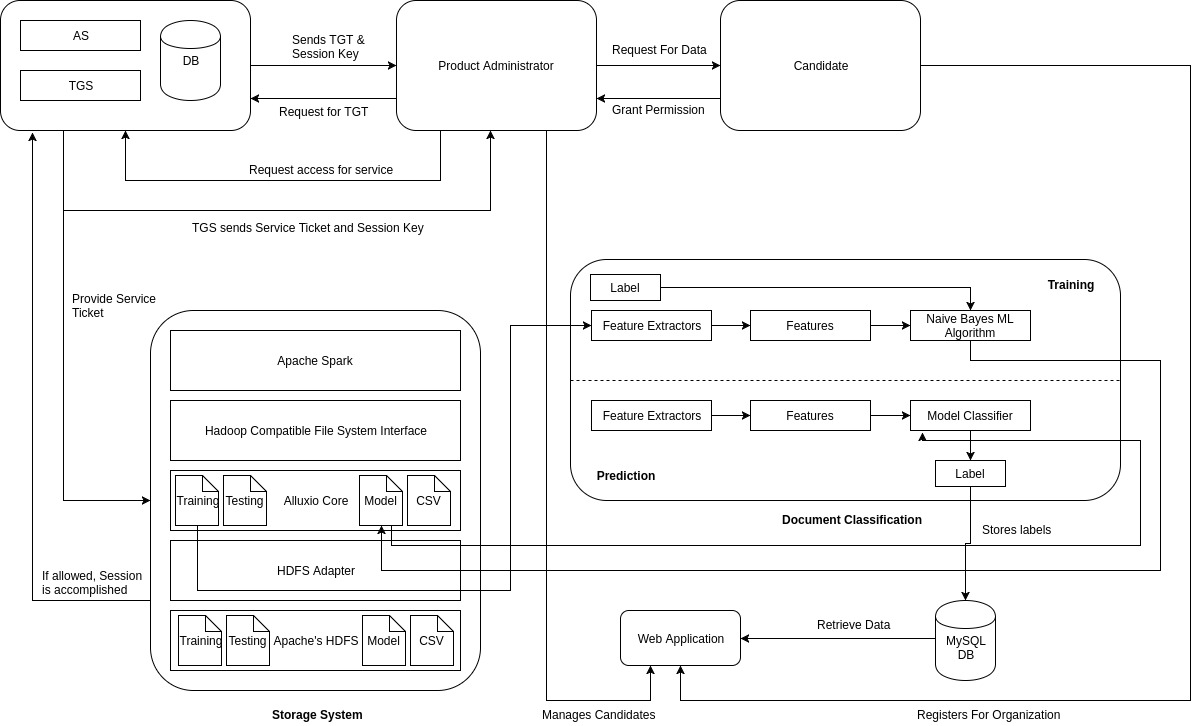 AS
TGS
DB
Sends TGT &
Session Key
Request for TGT
Product Administrator
Request For Data
Grant Permission
Candidate
Request access for service
TGS sends Service Ticket and Session Key
Provide Service
Ticket
If allowed, Session
is accomplished
Apache Spark
Hadoop Compatible File System Interface
Training
Testing
Alluxio Core
Model
CSV
HDFS Adapter
Training
Testing
Apache's HDFS
Model
CSV
Storage System
Label
Training
Feature Extractors
Features
Naive Bayes ML
Algorithm
Feature Extractors
Features
Model Classifier
Prediction
Label
Document Classification
Stores labels
Web Application
Retrieve Data
MySQL
DB
Manages Candidates
Registers For Organization